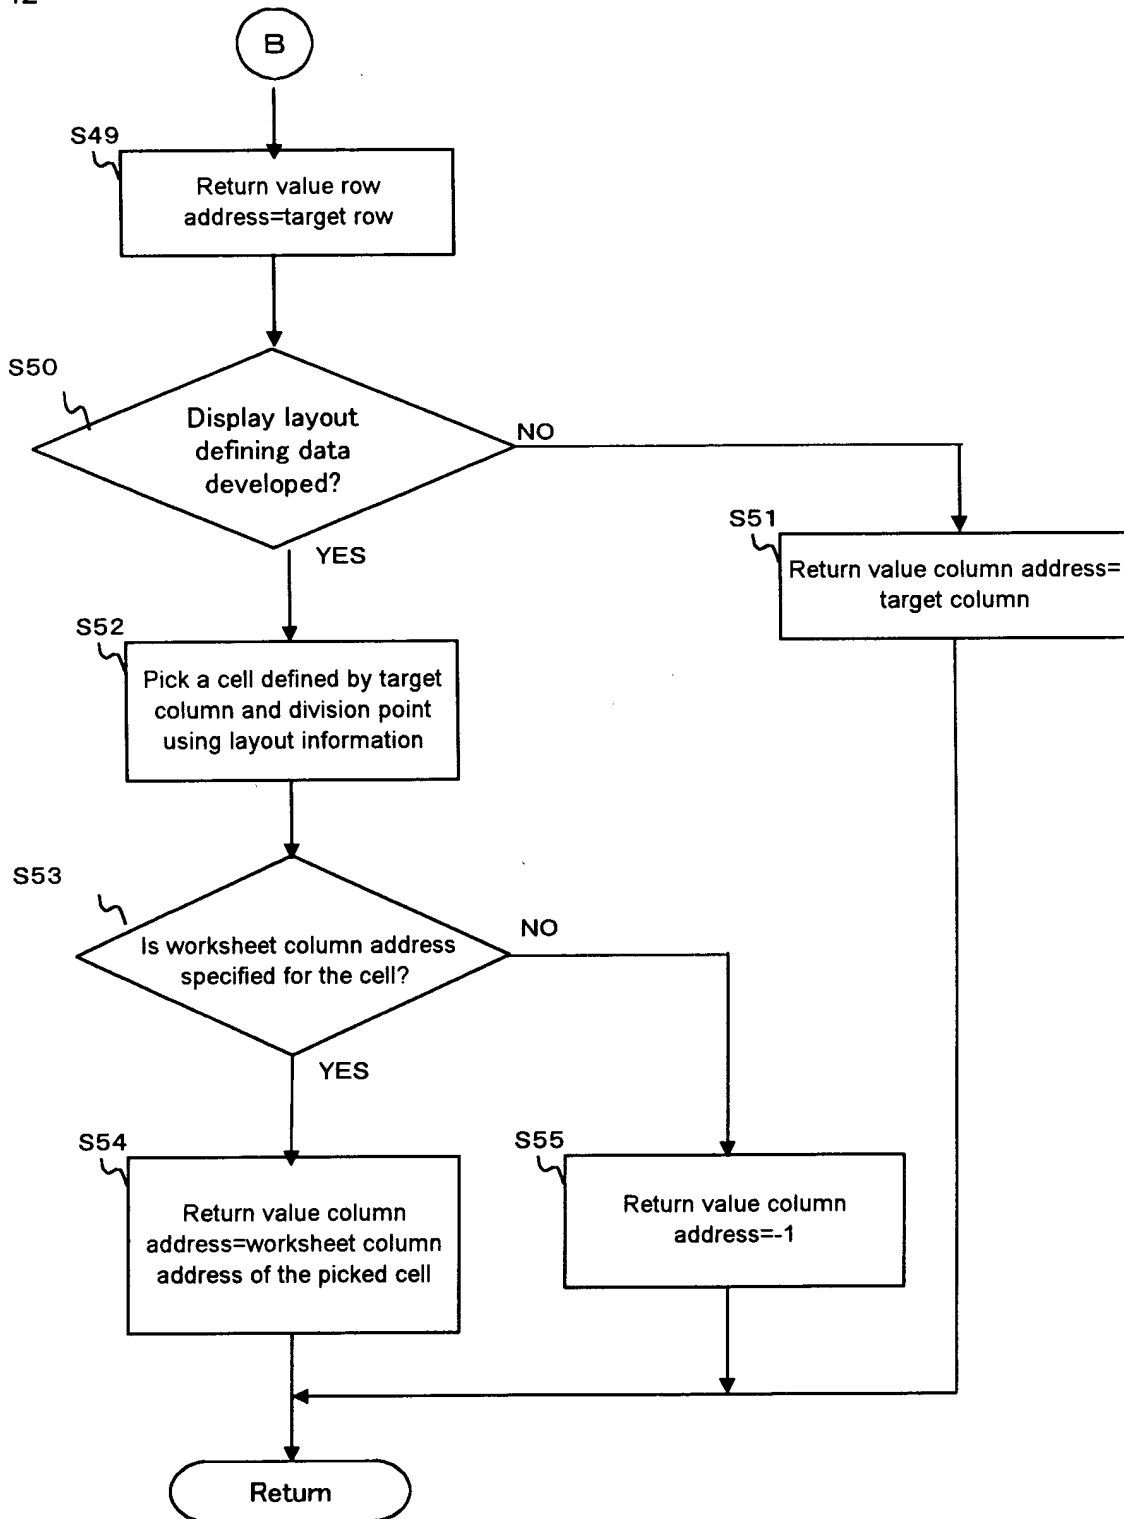 B
S49
Return value row
address=target row
S50
Display layout
defining data
developed?
NO
YES
S51
Return value column address=
target column
S52
Pick a cell defined by target
column and division point
using layout information
S53
Is worksheet column address
specified for the cell?
NO
YES
S54
Return value column
address=worksheet column
address of the picked cell
S55
Return value column
address=-1
Return